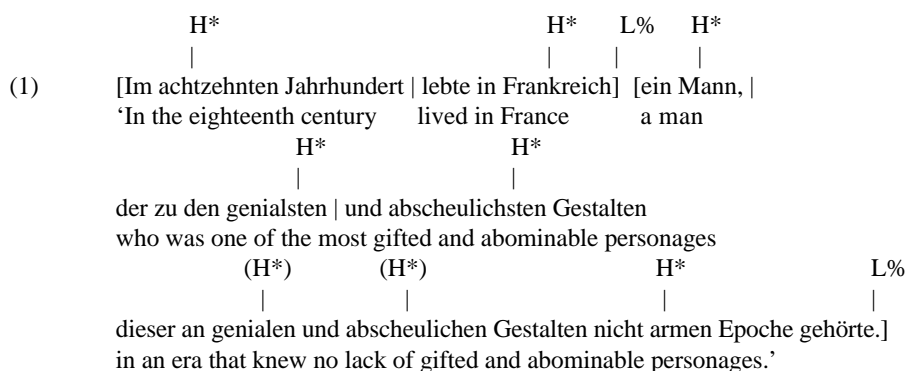 H* H* L% H*
| | | |
(1) [Im achtzehnten Jahrhundert | lebte in Frankreich] [ein Mann, |
‘In the eighteenth century lived in France a man
H* H*
| |
der zu den genialsten | und abscheulichsten Gestalten
who was one of the most gifted and abominable personages
(H*) (H*) H* L%
| | | |
dieser an genialen und abscheulichen Gestalten nicht armen Epoche gehörte.]
in an era that knew no lack of gifted and abominable personages.’